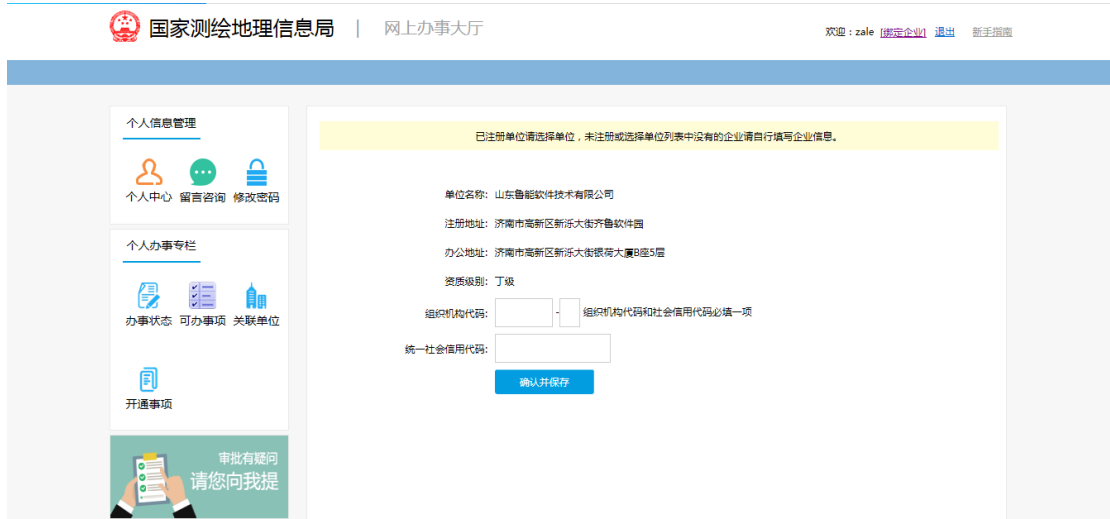 国家测绘地理信息局 | 网上办事大厅
欢迎：zale [绑定企业] 退出 新手指南
个人信息管理
个人中心 留言咨询 修改密码
个人办事专栏
办事状态 可办事项 关联单位
开通事项
审批有疑问
请您向我提
已注册单位请选择单位，未注册或选择单位列表中没有的企业请自行填写企业信息。
单位名称: 山东鲁能软件技术有限公司
注册地址: 济南市高新区新泺大街齐鲁软件园
办公地址: 济南市高新区新泺大街银荷大厦B座5层
资质级别: 丁级
组织机构代码: - 组织机构代码和社会信用代码必填一项
统一社会信用代码:
确认并保存